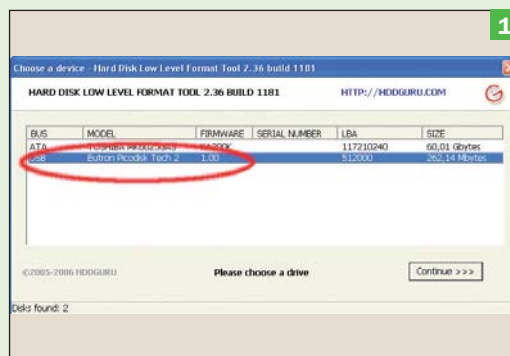 1
Choose a device - Hard Disk Low Level Format Tool 2.36 build 1181
HARD DISK LOW LEVEL FORMAT TOOL 2.36 BUILD 1181 HTTP://HDDGURU.COM
BUS MODEL FIRMWARE SERIAL NUMBER LBA SIZE
ATA TOSHIBA 117210240 60,01 Gbytes
USB Eutron Picodisk Tech 2 1.00 512000 262,14 Mbytes
©2005-2006 HDDGURU Please choose a drive Continue >>>
Disks found: 2